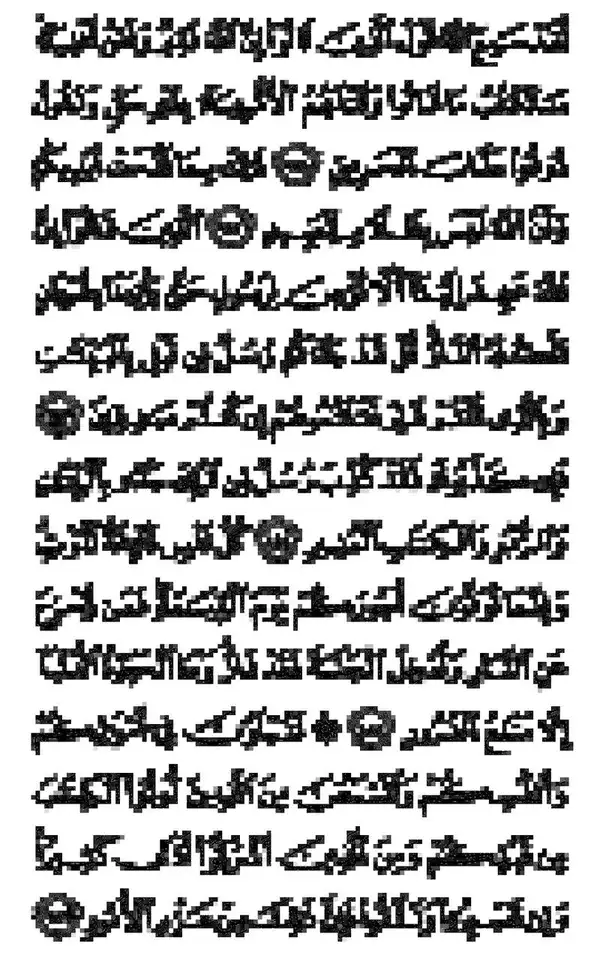 لقد سمع الله قول الذين قالوا إن الله فقير ونحن أغنياء
سنكتب ما قالوا وقتلهم الأنبياء بغير حق ونقول
ذوقوا عذاب الحريق ۝ ذلك بما قدمت أيديكم
وأن الله ليس بظلام للعبيد ۝ الذين قالوا إن
الله عهد إلينا ألا نؤمن لرسول حتى يأتينا بقربان
تأكله النار قل قد جاءكم رسل من قبلي بالبينات
وبالذي قلتم فلم قتلتموهم إن كنتم صادقين ۝
فإن كذبوك فقد كذب رسل من قبلك جاءوا بالبينات
والزبر والكتاب المنير ۝ كل نفس ذائقة الموت
وإنما توفون أجوركم يوم القيامة فمن زحزح
عن النار وأدخل الجنة فقد فاز وما الحياة الدنيا
إلا متاع الغرور ۝ ۞ لتبلون في أموالكم
وأنفسكم ولتسمعن من الذين أوتوا الكتاب
من قبلكم ومن الذين أشركوا أذى كثيرا
وإن تصبروا وتتقوا فإن ذلك من عزم الأمور ۝